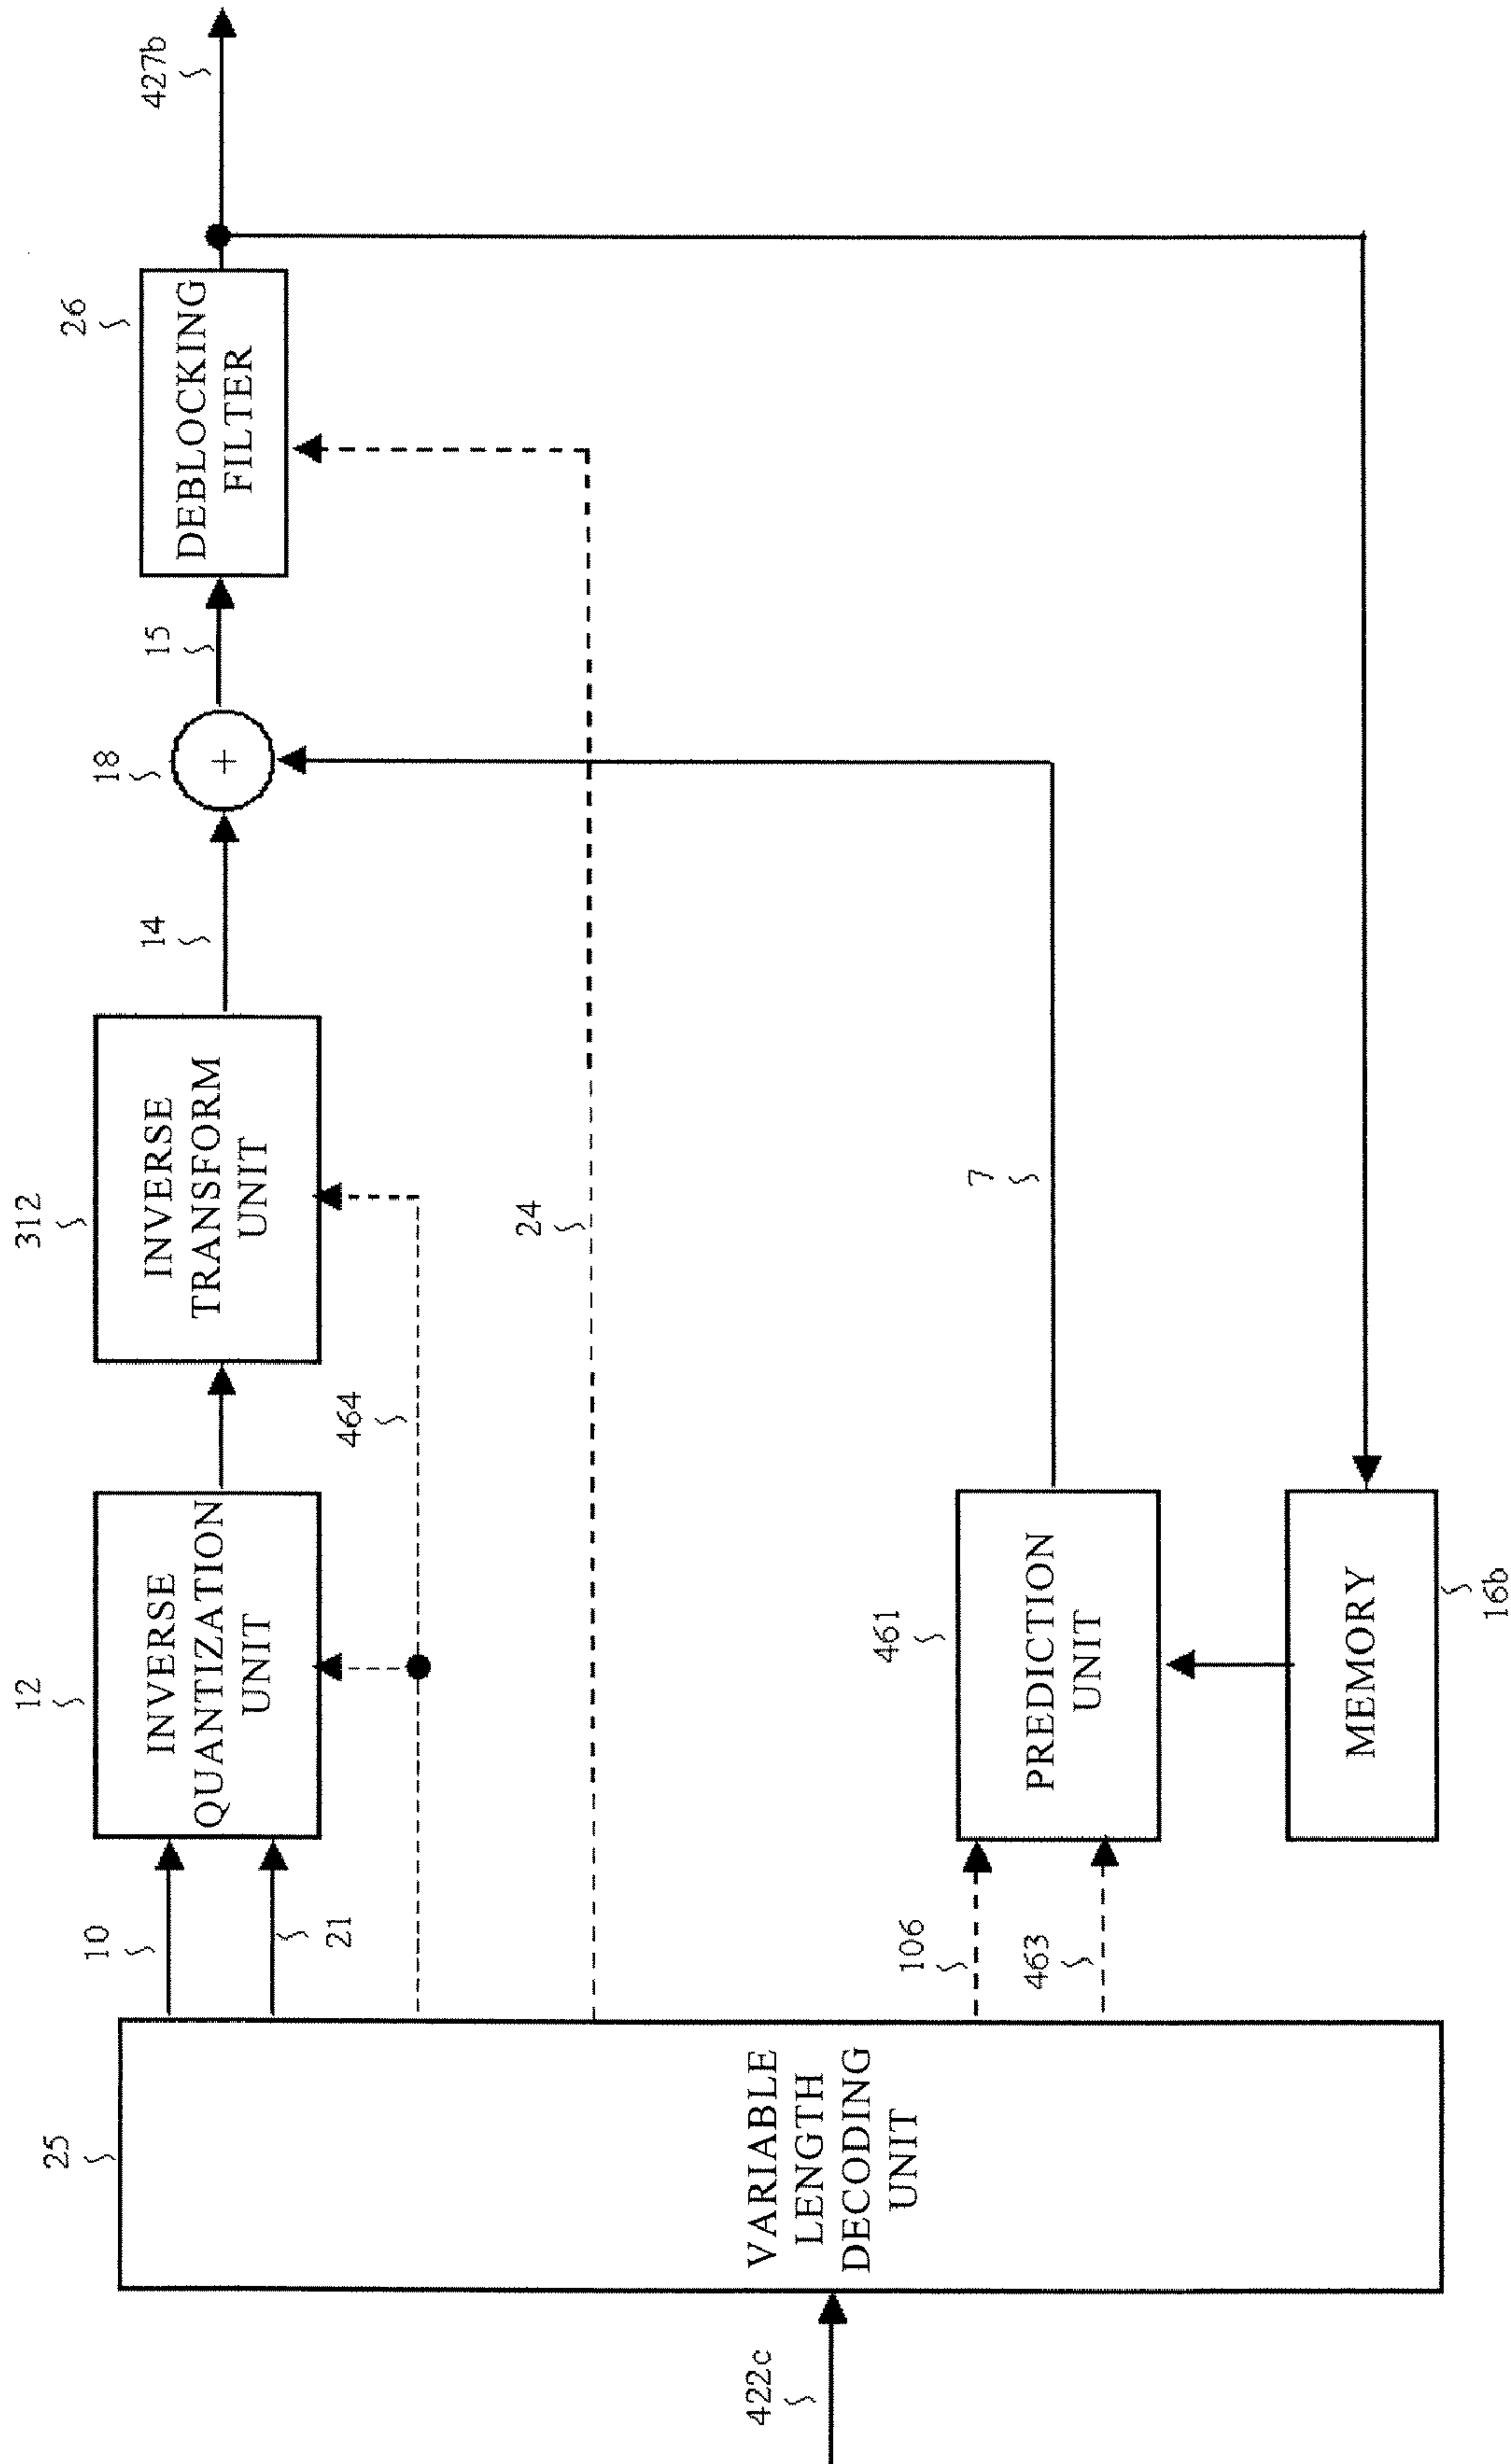 422c
25
VARIABLE
LENGTH
DECODING
UNIT
10
21
12
INVERSE
QUANTIZATION
UNIT
464
312
INVERSE
TRANSFORM
UNIT
14
18
+
15
26
DEBLOCKING
FILTER
427b
24
106
463
461
PREDICTION
UNIT
7
MEMORY
16b